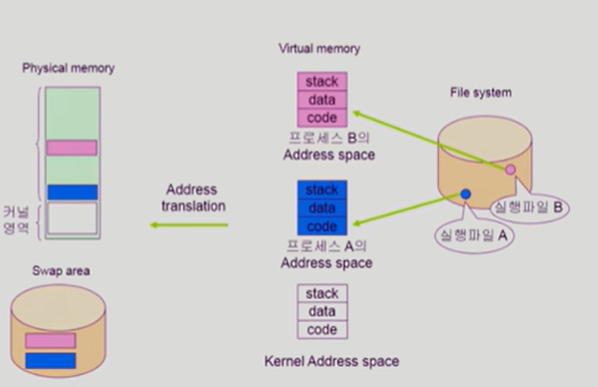 Virtual memory
Physical memory
File system
stack
data
code
프로세스 B의
Address space
Address
translation
stack
data
code
프로세스 A의
Address space
실행파일 B
실행파일 A
커널
영역
Swap area
stack
data
code
Kernel Address space